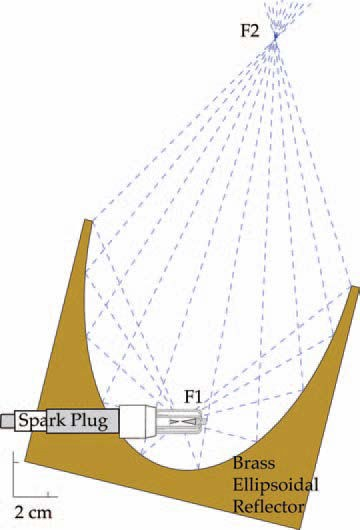 F2
F1
Spark Plug
Brass
Ellipsoidal
Reflector
2 cm